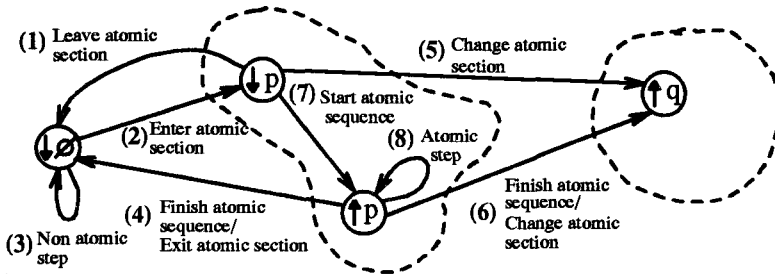 (1) Leave atomic
section
(5) Change atomic
section
↓p
(7) Start atomic
sequence
↑q
(2) Enter atomic
section
(8) Atomic
step
↓ø
(4) Finish atomic
sequence/
Exit atomic section
↑p
(6) Finish atomic
sequence/
Change atomic
section
(3) Non atomic
step